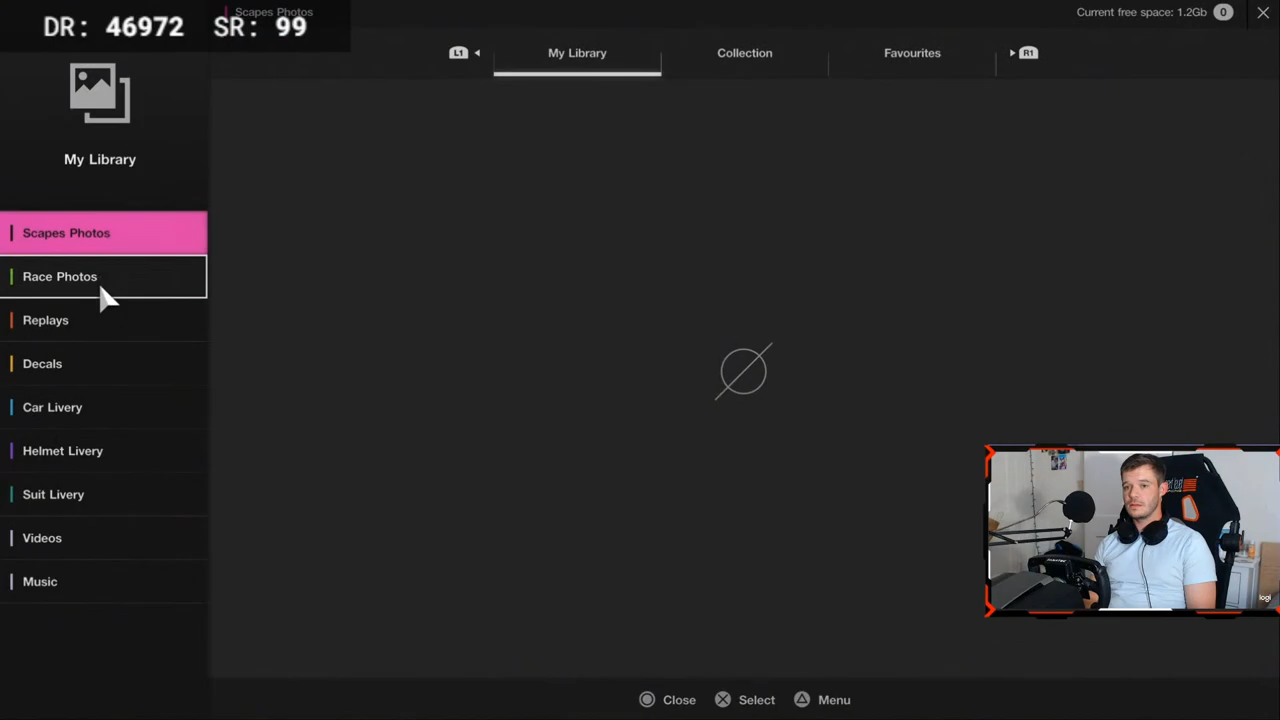 DR: 46972 SR: 99
Scapes Photos
Current free space: 1.2Gb 0
L1 My Library Collection Favourites R1
My Library
Scapes Photos
Race Photos
Replays
Decals
Car Livery
Helmet Livery
Suit Livery
Videos
Music
logi
Close Select Menu